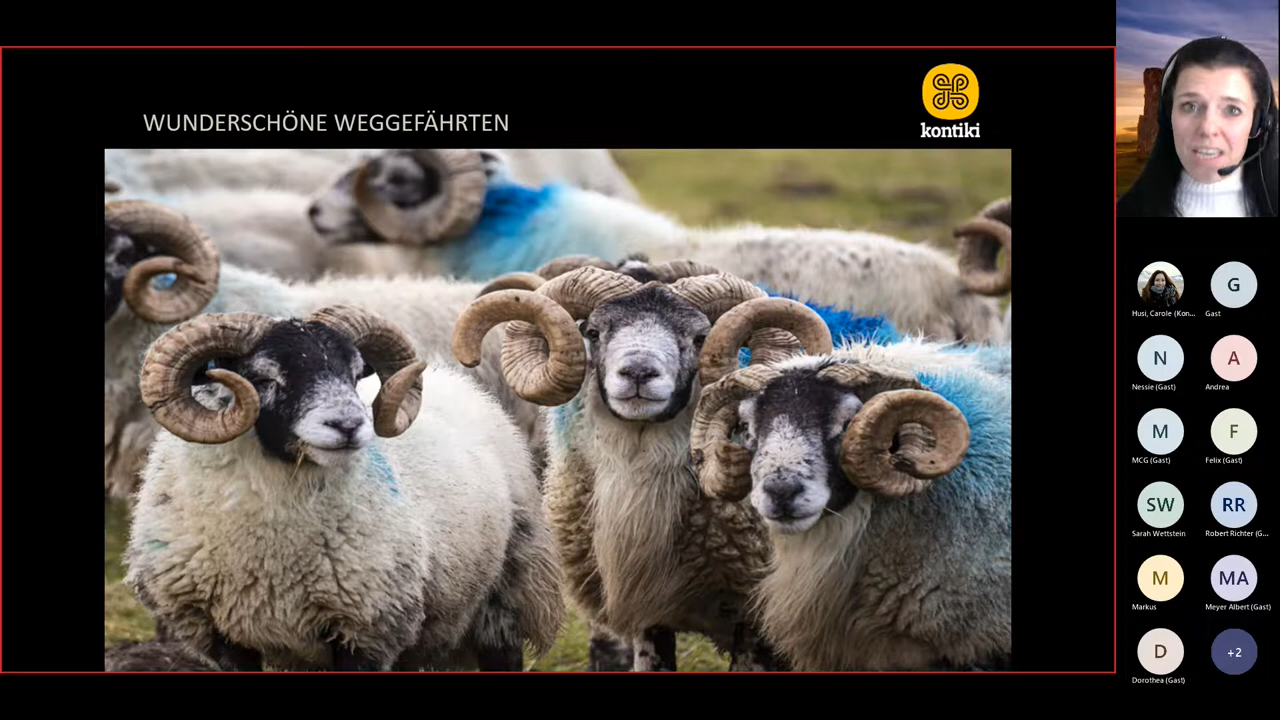 WUNDERSCHÖNE WEGGEFÄHRTEN
kontiki
Husi, Carole (Kon...
G
Gast
N
Nessie (Gast)
A
Andrea
M
MCG (Gast)
F
Felix (Gast)
SW
Sarah Wettstein
RR
Robert Richter (G...
M
Markus
MA
Meyer Albert (Gast)
D
Dorothea (Gast)
+2